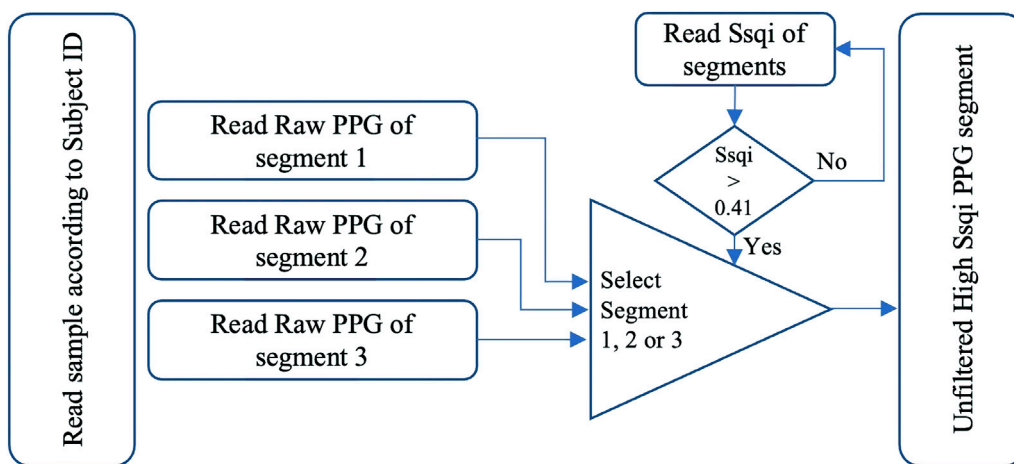 Read sample according to Subject ID
Read Raw PPG of
segment 1
Read Raw PPG of
segment 2
Read Raw PPG of
segment 3
Read Ssqi of
segments
Ssqi
>
0.41
No
Yes
Select
Segment
1, 2 or 3
Unfiltered High Ssqi PPG segment